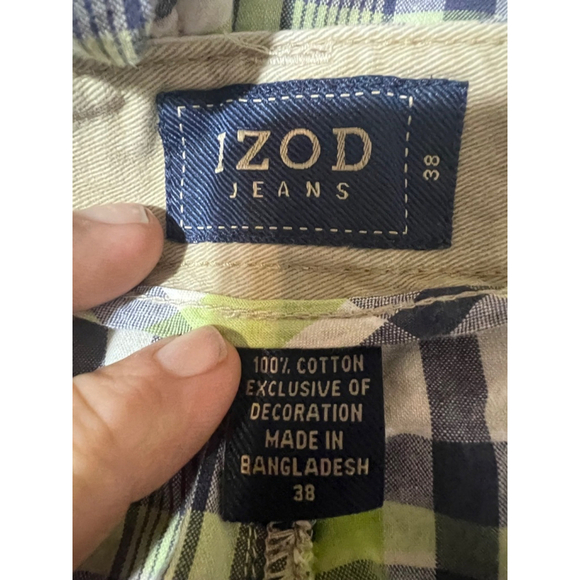 IZOD
JEANS
38
100% COTTON
EXCLUSIVE OF
DECORATION
MADE IN
BANGLADESH
38